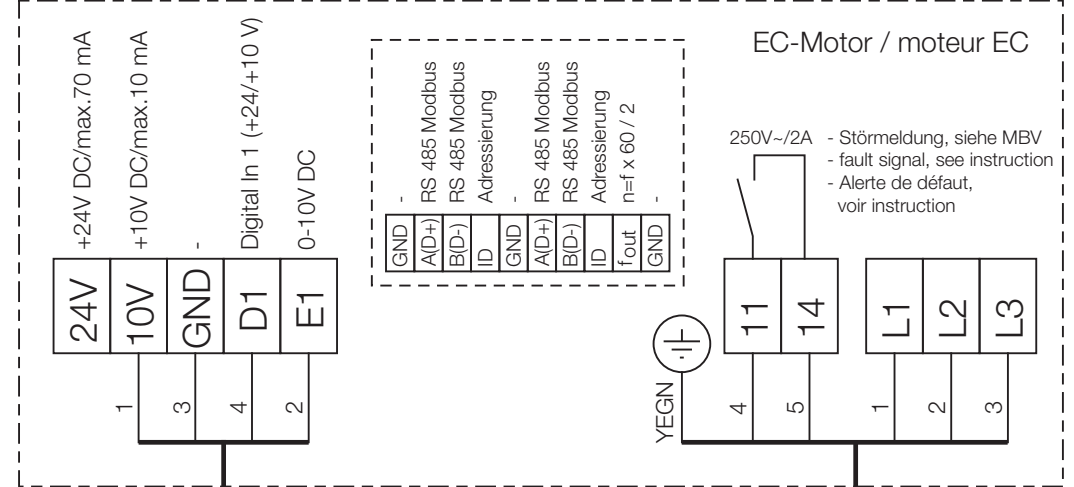 EC-Motor / moteur EC
+24V DC/max.70 mA
+10V DC/max.10 mA
-
Digital In 1 (+24/+10 V)
0-10V DC
24V
10V
GND
D1
E1
1
3
4
2
-
RS 485 Modbus
RS 485 Modbus
Adressierung
-
RS 485 Modbus
RS 485 Modbus
Adressierung
n=f x 60 / 2
-
GND
A(D+)
B(D-)
ID
GND
A(D+)
B(D-)
ID
fout
GND
250V~/2A
- Störmeldung, siehe MBV
- fault signal, see instruction
- Alerte de défaut,
voir instruction
11
14
L1
L2
L3
YEGN
4
5
1
2
3